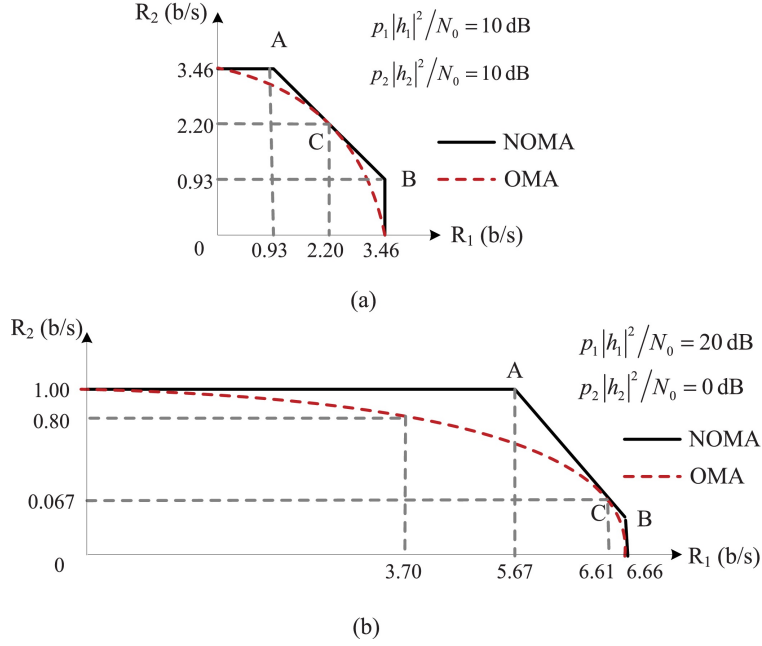 R₂ (b/s)
A
p₁|h₁|²/N₀ = 10 dB
3.46
p₂|h₂|²/N₀ = 10 dB
2.20
C
NOMA
0.93
B
OMA
R₁ (b/s)
0
0.93
2.20
3.46
(a)
R₂ (b/s)
p₁|h₁|²/N₀ = 20 dB
A
1.00
p₂|h₂|²/N₀ = 0 dB
0.80
NOMA
OMA
0.067
C
B
R₁ (b/s)
0
3.70
5.67
6.61
6.66
(b)